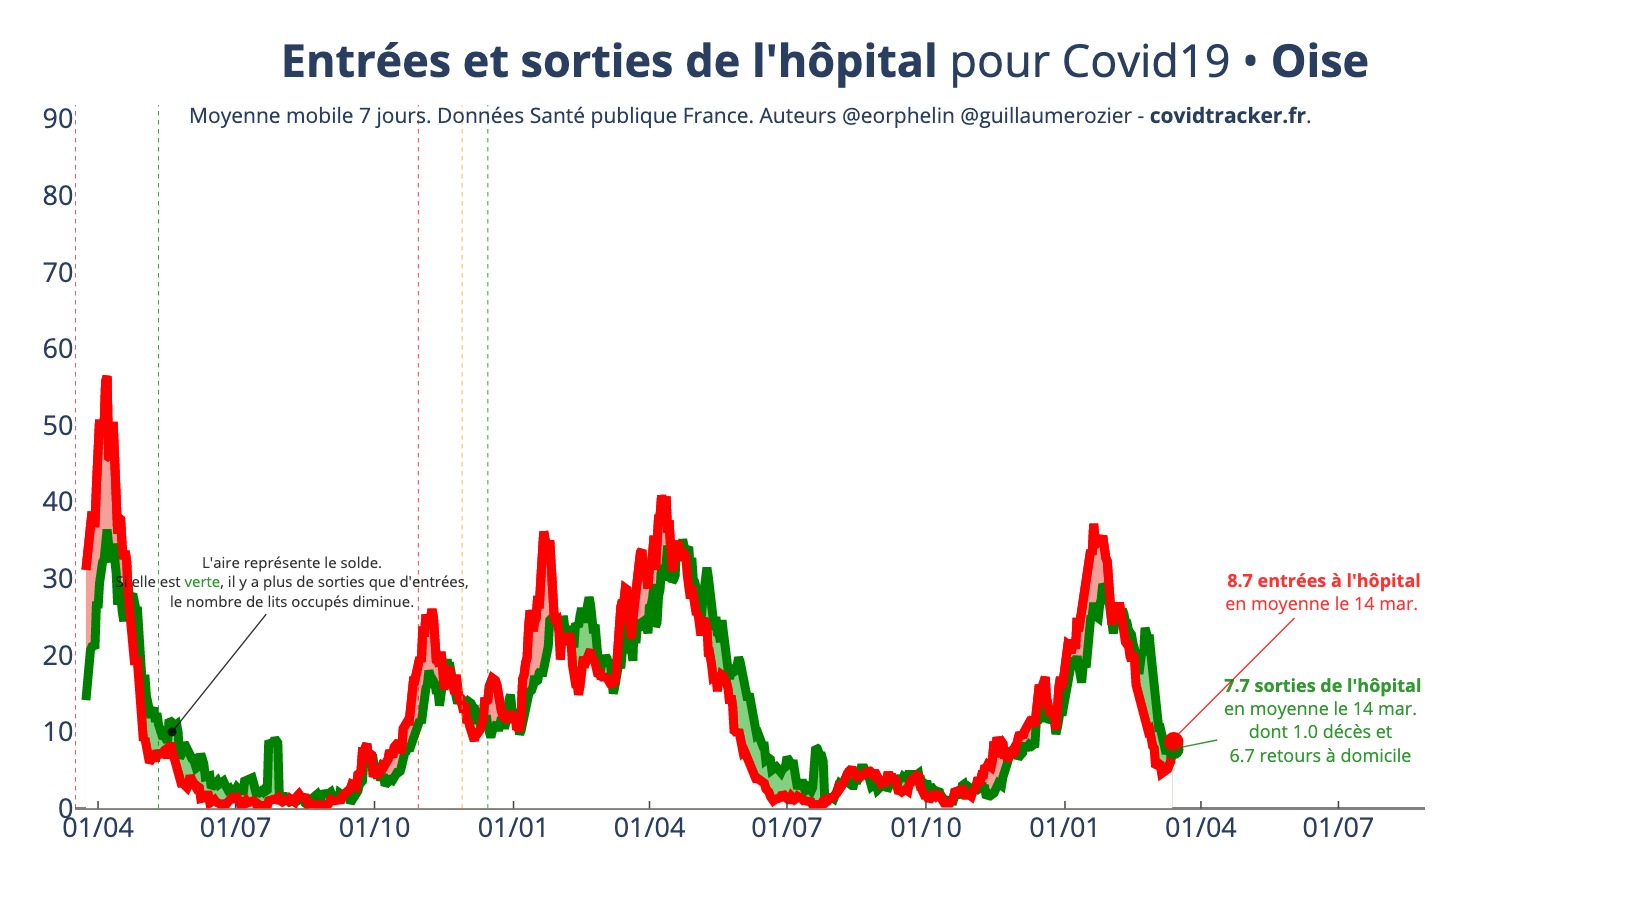 Entrées et sorties de l'hôpital pour Covid19 • Oise
Moyenne mobile 7 jours. Données Santé publique France. Auteurs @eorphelin @guillaumerozier - covidtracker.fr.
90
80
70
60
50
40
30
20
10
0
L'aire représente le solde.
Si elle est verte, il y a plus de sorties que d'entrées,
le nombre de lits occupés diminue.
8.7 entrées à l'hôpital
en moyenne le 14 mar.
7.7 sorties de l'hôpital
en moyenne le 14 mar.
dont 1.0 décès et
6.7 retours à domicile
01/04 01/07 01/10 01/01 01/04 01/07 01/10 01/01 01/04 01/07